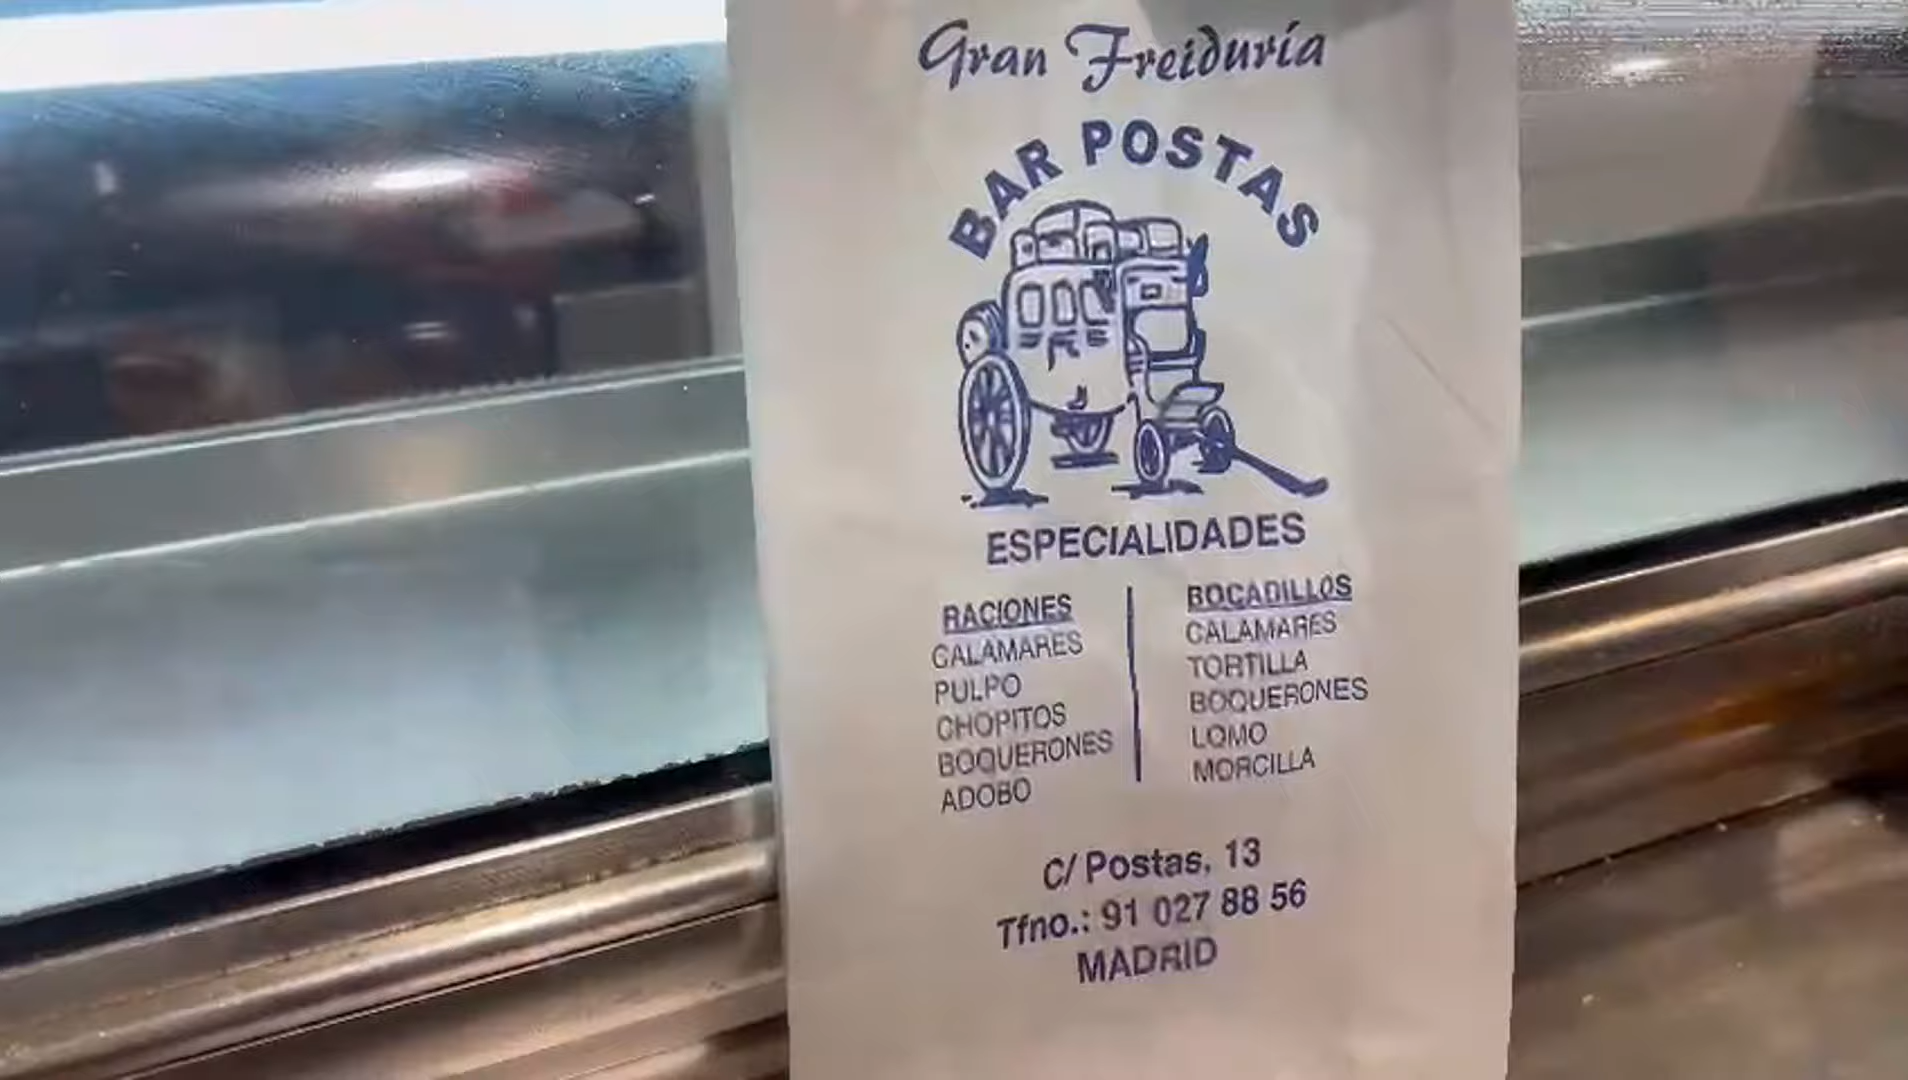 Gran Freiduría
BAR POSTAS
ESPECIALIDADES
RACIONES
CALAMARES
PULPO
CHOPITOS
BOQUERONES
ADOBO
BOCADILLOS
CALAMARES
TORTILLA
BOQUERONES
LOMO
MORCILLA
C/ Postas, 13
Tfno.: 91 027 88 56
MADRID